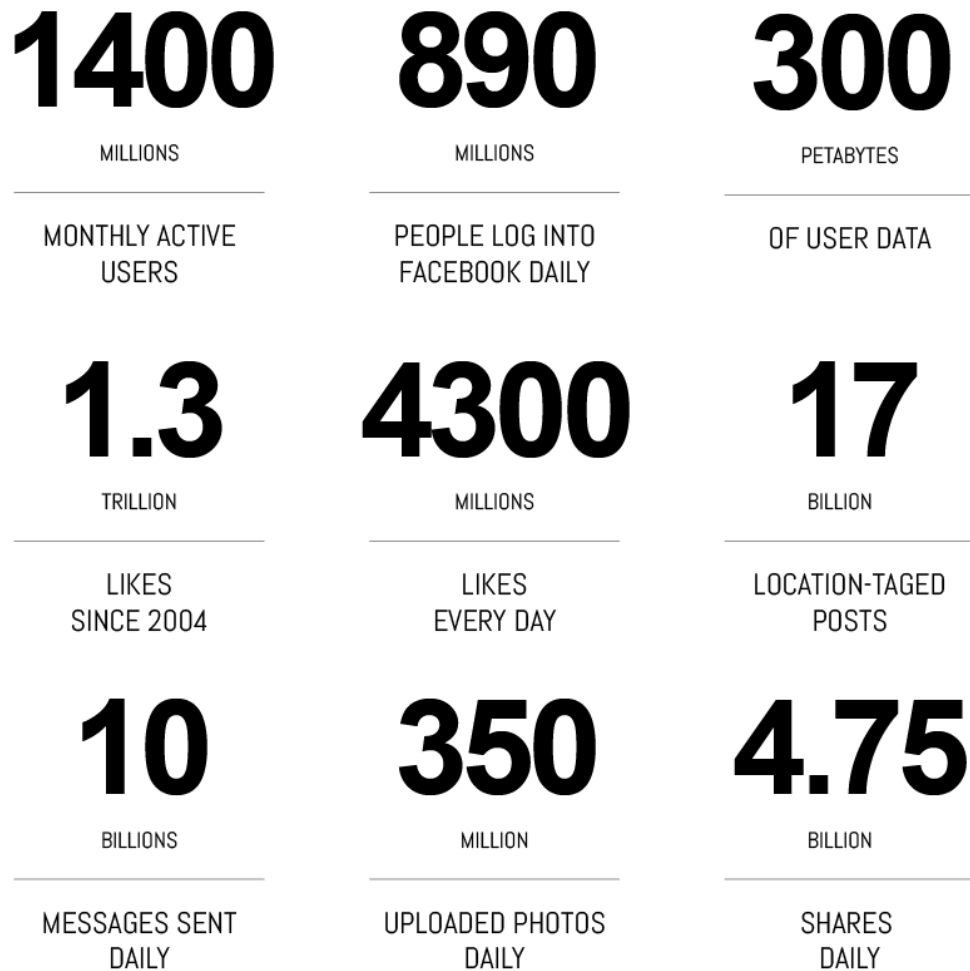 1400
MILLIONS
MONTHLY ACTIVE
USERS
890
MILLIONS
PEOPLE LOG INTO
FACEBOOK DAILY
300
PETABYTES
OF USER DATA
1.3
TRILLION
LIKES
SINCE 2004
4300
MILLIONS
LIKES
EVERY DAY
17
BILLION
LOCATION-TAGED
POSTS
10
BILLIONS
MESSAGES SENT
DAILY
350
MILLION
UPLOADED PHOTOS
DAILY
4.75
BILLION
SHARES
DAILY